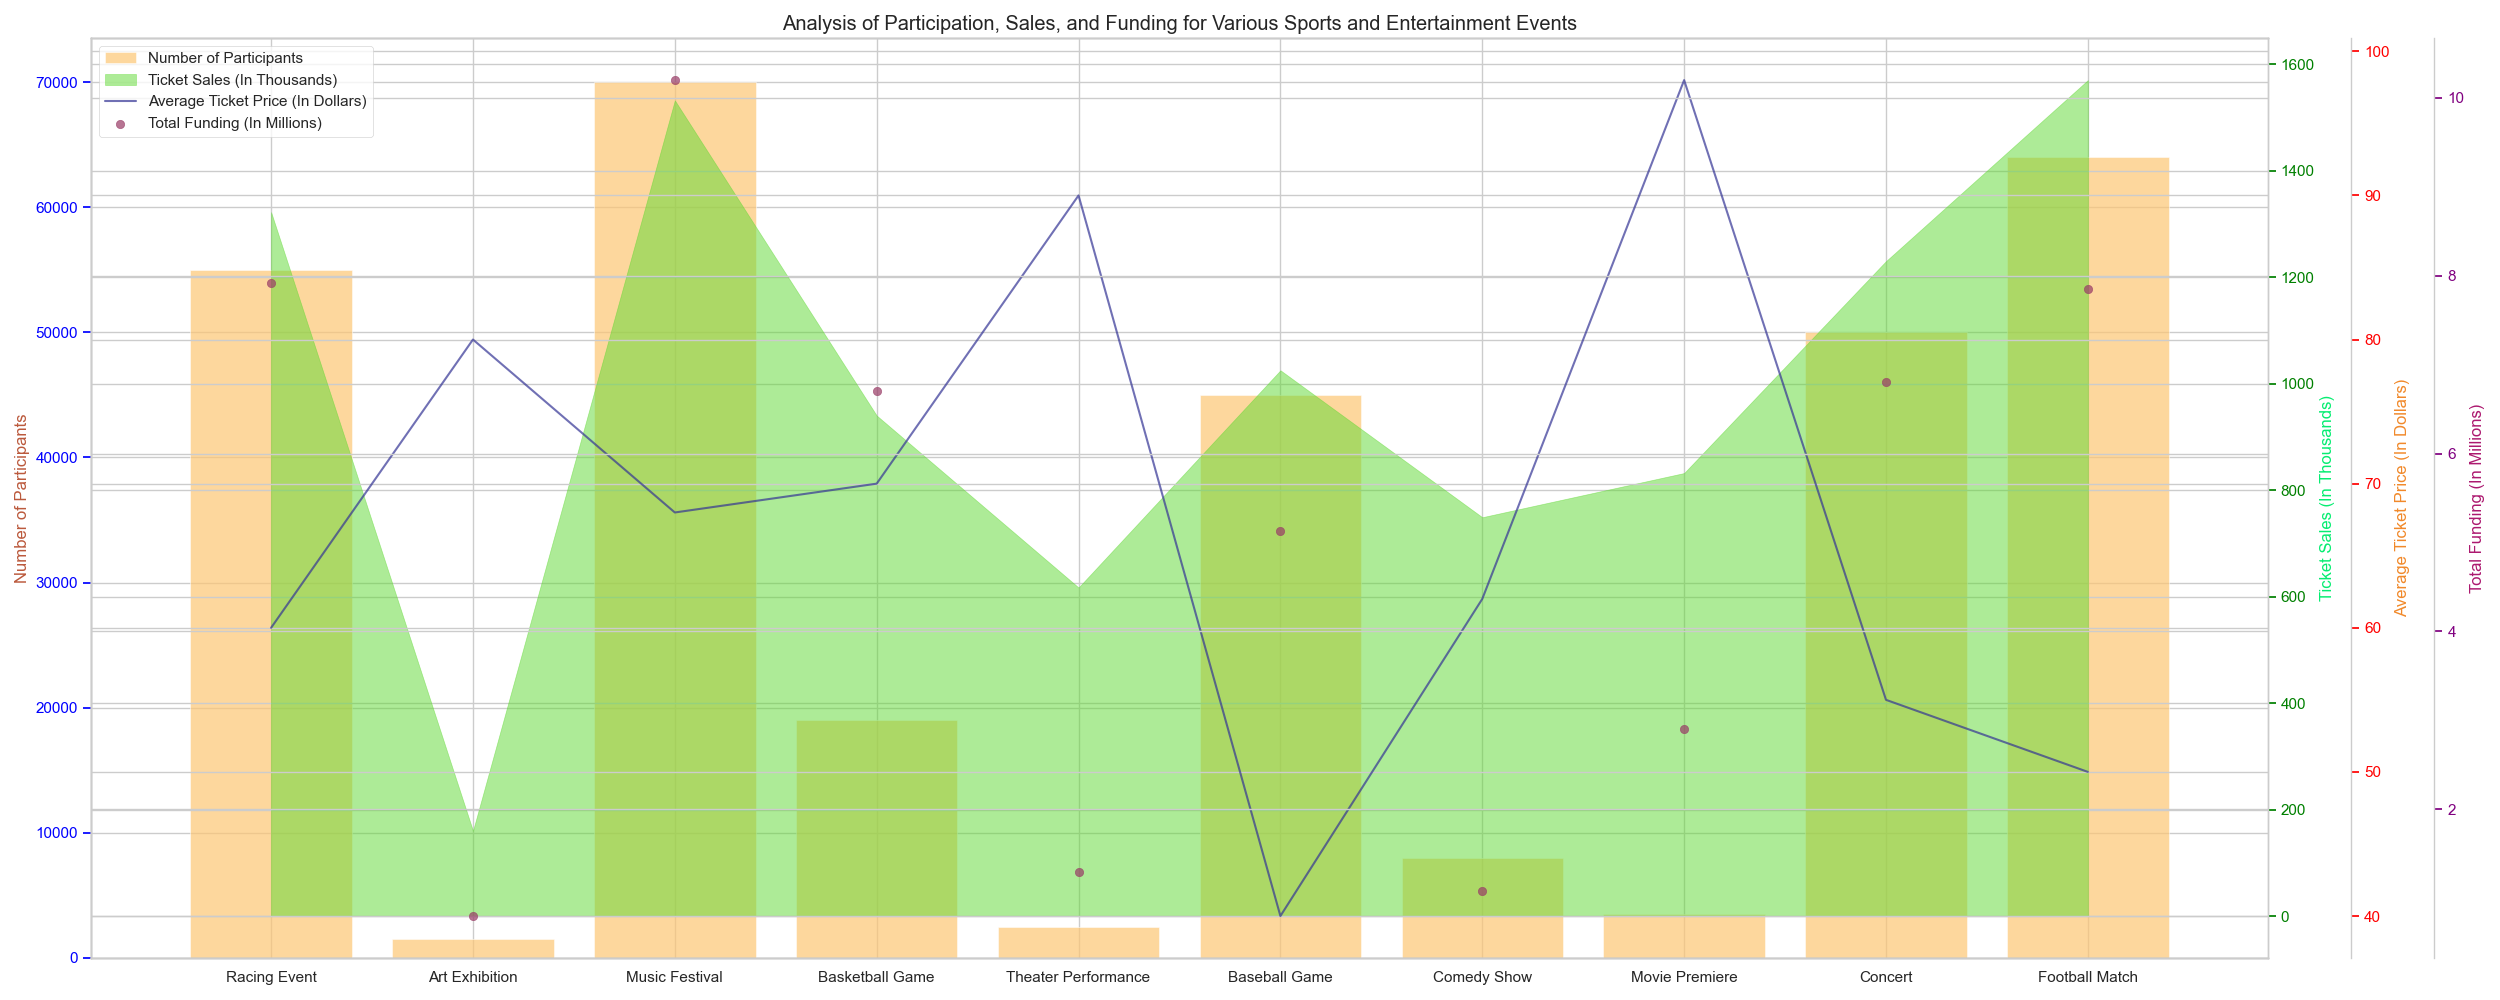 Analysis of Participation, Sales, and Funding for Various Sports and Entertainment Events
Number of Participants
Ticket Sales (In Thousands)
Average Ticket Price (In Dollars)
Total Funding (In Millions)
Number of Participants
70000
60000
50000
40000
30000
20000
10000
0
Racing Event
Art Exhibition
Music Festival
Basketball Game
Theater Performance
Baseball Game
Comedy Show
Movie Premiere
Concert
Football Match
1600
1400
1200
1000
800
600
400
200
0
Ticket Sales (In Thousands)
100
90
80
70
60
50
40
Average Ticket Price (In Dollars)
10
8
6
4
2
Total Funding (In Millions)